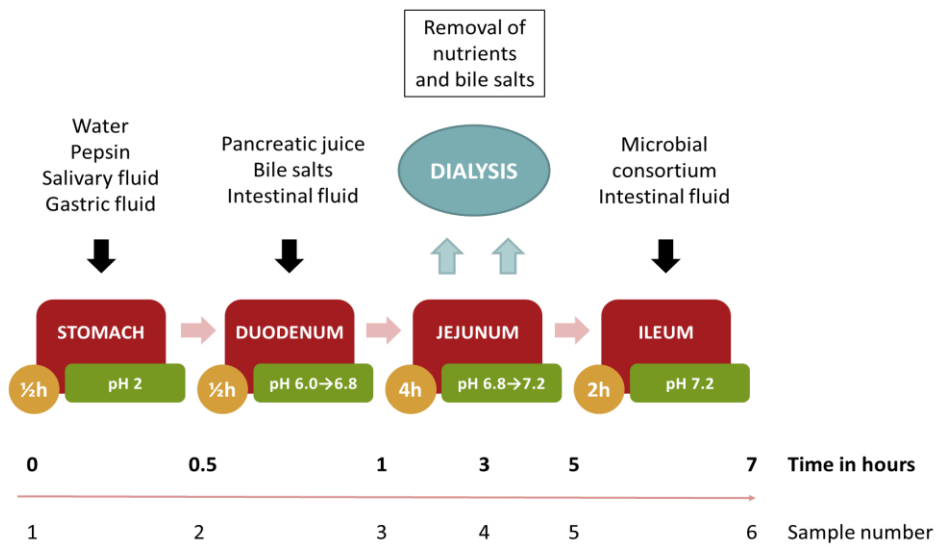 Removal of
nutrients
and bile salts
Water
Pepsin
Salivary fluid
Gastric fluid
Pancreatic juice
Bile salts
Intestinal fluid
DIALYSIS
Microbial
consortium
Intestinal fluid
STOMACH
DUODENUM
JEJUNUM
ILEUM
½h
pH 2
½h
pH 6.0→6.8
4h
pH 6.8→7.2
2h
pH 7.2
0 0.5 1 3 5 7 Time in hours
1 2 3 4 5 6 Sample number